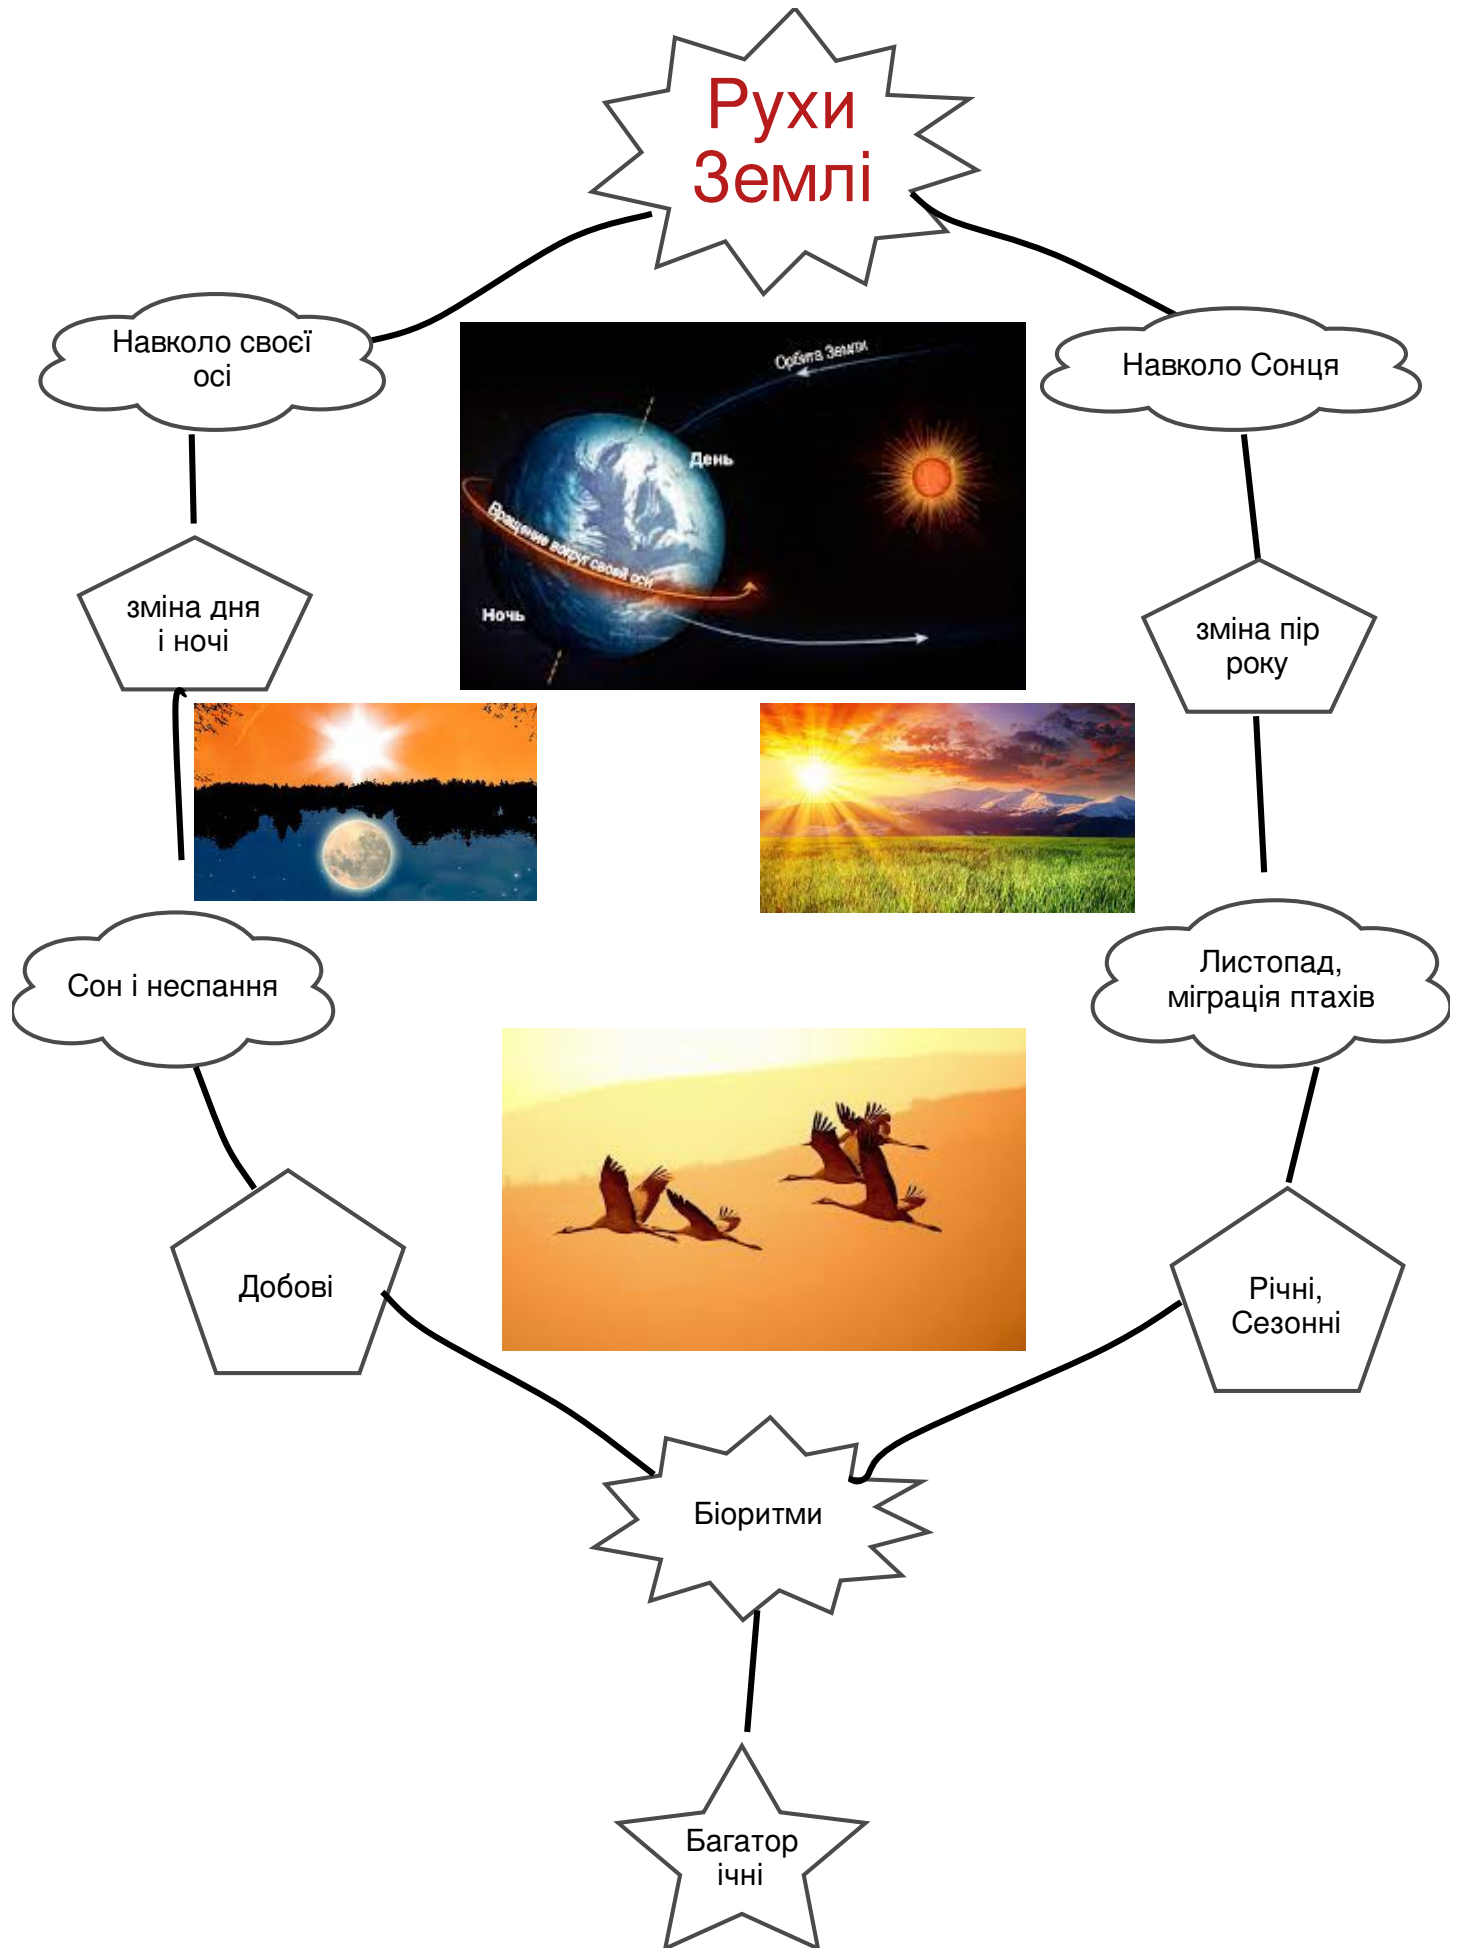 Рухи
Землі
Навколо своєї
осі
Навколо Сонця
Орбита Земли
День
Вращение вокруг своей оси
Ночь
зміна дня
і ночі
зміна пір
року
Сон і неспання
Листопад,
міграція птахів
Добові
Річні,
Сезонні
Біоритми
Багатор
ічні